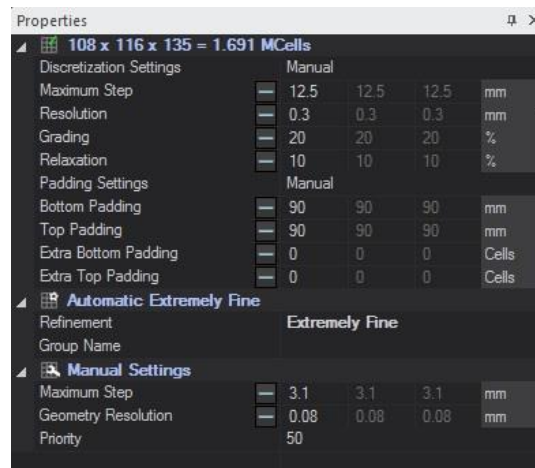 Properties
108 x 116 x 135 = 1.691 MCells
Discretization Settings Manual
Maximum Step 12.5 12.5 12.5 mm
Resolution 0.3 0.3 0.3 mm
Grading 20 20 20 %
Relaxation 10 10 10 %
Padding Settings Manual
Bottom Padding 90 90 90 mm
Top Padding 90 90 90 mm
Extra Bottom Padding 0 0 0 Cells
Extra Top Padding 0 0 0 Cells
Automatic Extremely Fine
Refinement Extremely Fine
Group Name
Manual Settings
Maximum Step 3.1 3.1 3.1 mm
Geometry Resolution 0.08 0.08 0.08 mm
Priority 50